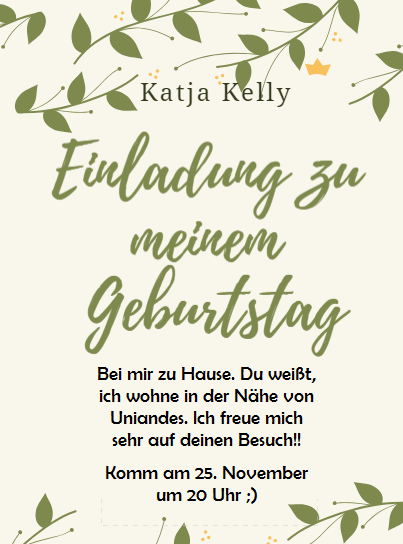 Katja Kelly
Einladung zu
meinem
Geburtstag
Bei mir zu Hause. Du weißt,
ich wohne in der Nähe von
Uniandes. Ich freue mich
sehr auf deinen Besuch!!
Komm am 25. November
um 20 Uhr ;)